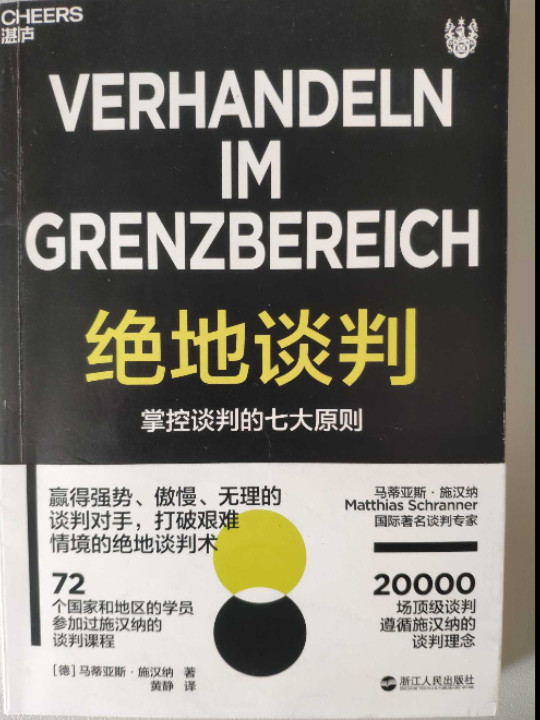 CHEERS
湛庐
VERHANDELN
IM
GRENZBEREICH
绝地谈判
掌控谈判的七大原则
赢得强势、傲慢、无理的
谈判对手，打破艰难
情境的绝地谈判术
72
个国家和地区的学员
参加过施汉纳的
谈判课程
马蒂亚斯·施汉纳
Matthias Schranner
国际著名谈判专家
20000
场顶级谈判
遵循施汉纳的
谈判理念
[德] 马蒂亚斯·施汉纳 著
黄静 译
浙江人民出版社